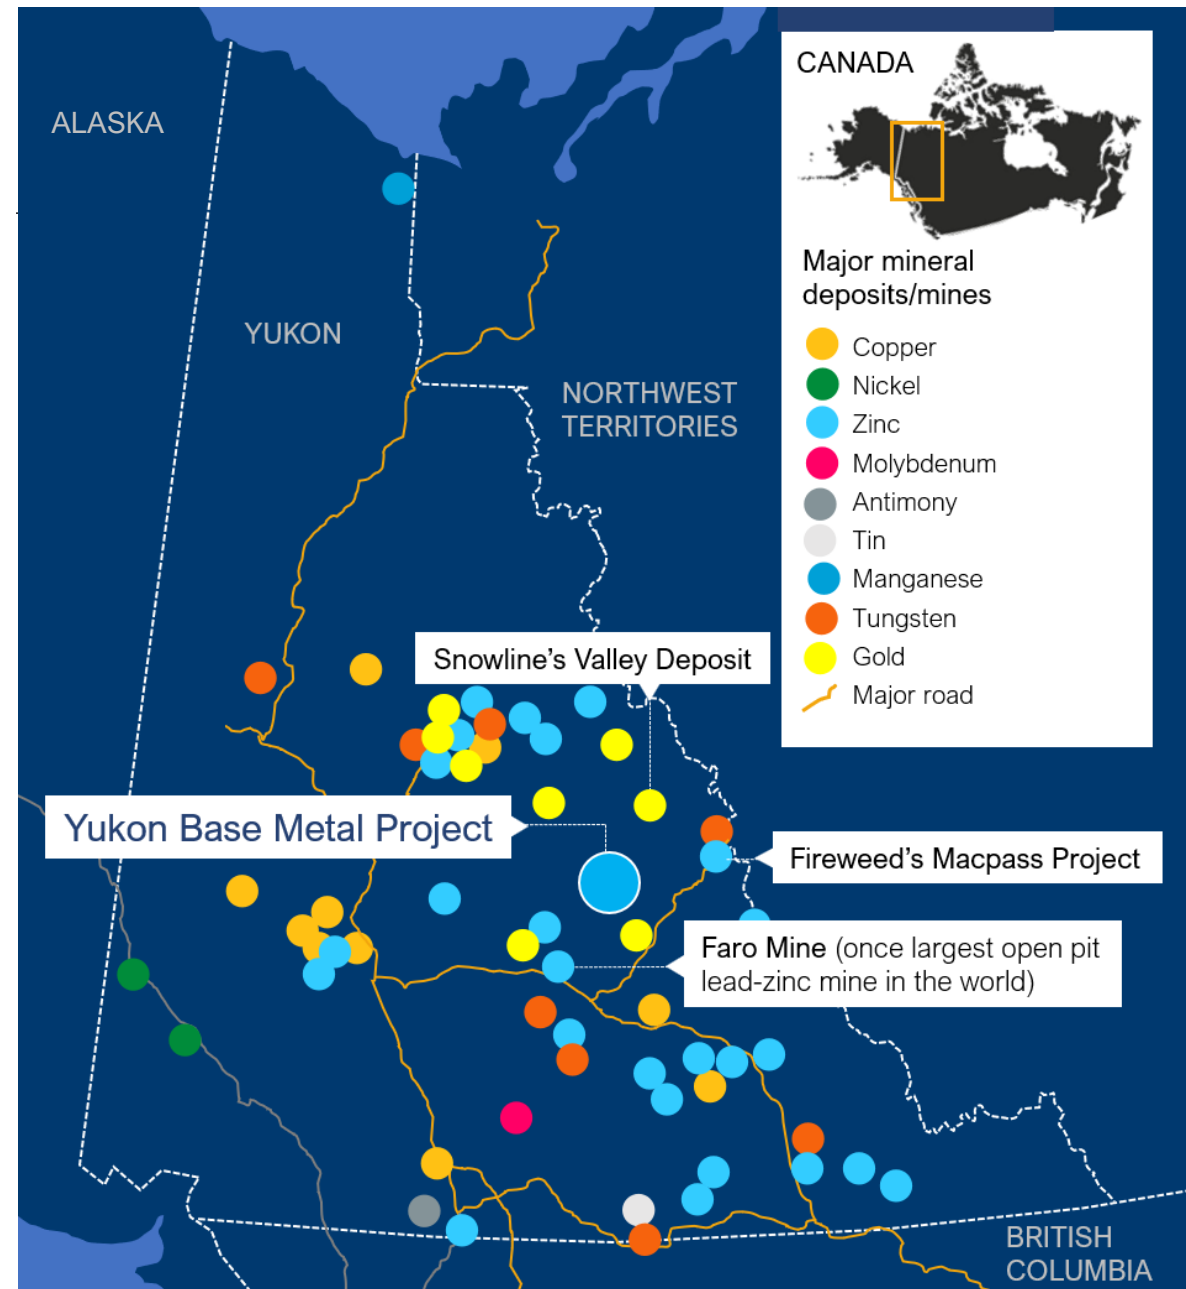 ALASKA
YUKON
NORTHWEST
TERRITORIES
CANADA
Major mineral
deposits/mines
Copper
Nickel
Zinc
Molybdenum
Antimony
Tin
Manganese
Tungsten
Gold
Major road
Snowline’s Valley Deposit
Yukon Base Metal Project
Fireweed’s Macpass Project
Faro Mine (once largest open pit
lead-zinc mine in the world)
BRITISH
COLUMBIA